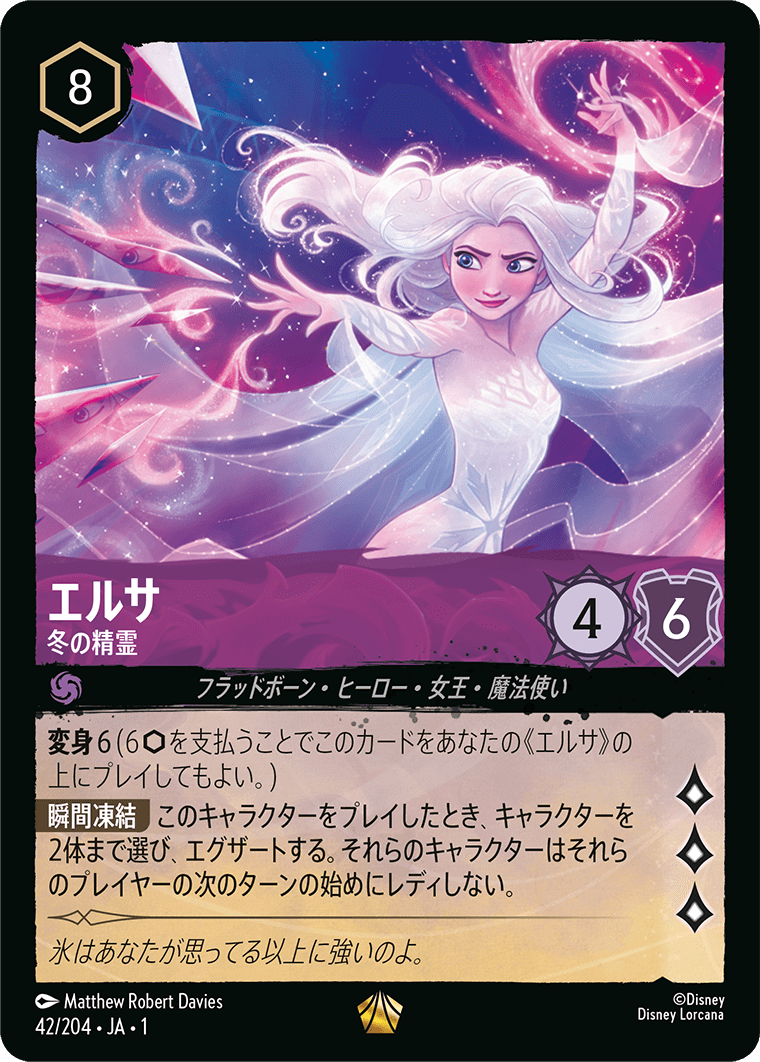 8
エルサ
冬の精霊
4
6
フラッドボーン・ヒーロー・女王・魔法使い
変身 6 (6⬡を支払うことでこのカードをあなたの《エルサ》の
上にプレイしてもよい。)
瞬間凍結 このキャラクターをプレイしたとき、キャラクターを
2体まで選び、エグザートする。それらのキャラクターはそれら
のプレイヤーの次のターンの始めにレディしない。
氷はあなたが思ってる以上に強いのよ。
Matthew Robert Davies
42/204 • JA • 1
©Disney
Disney Lorcana